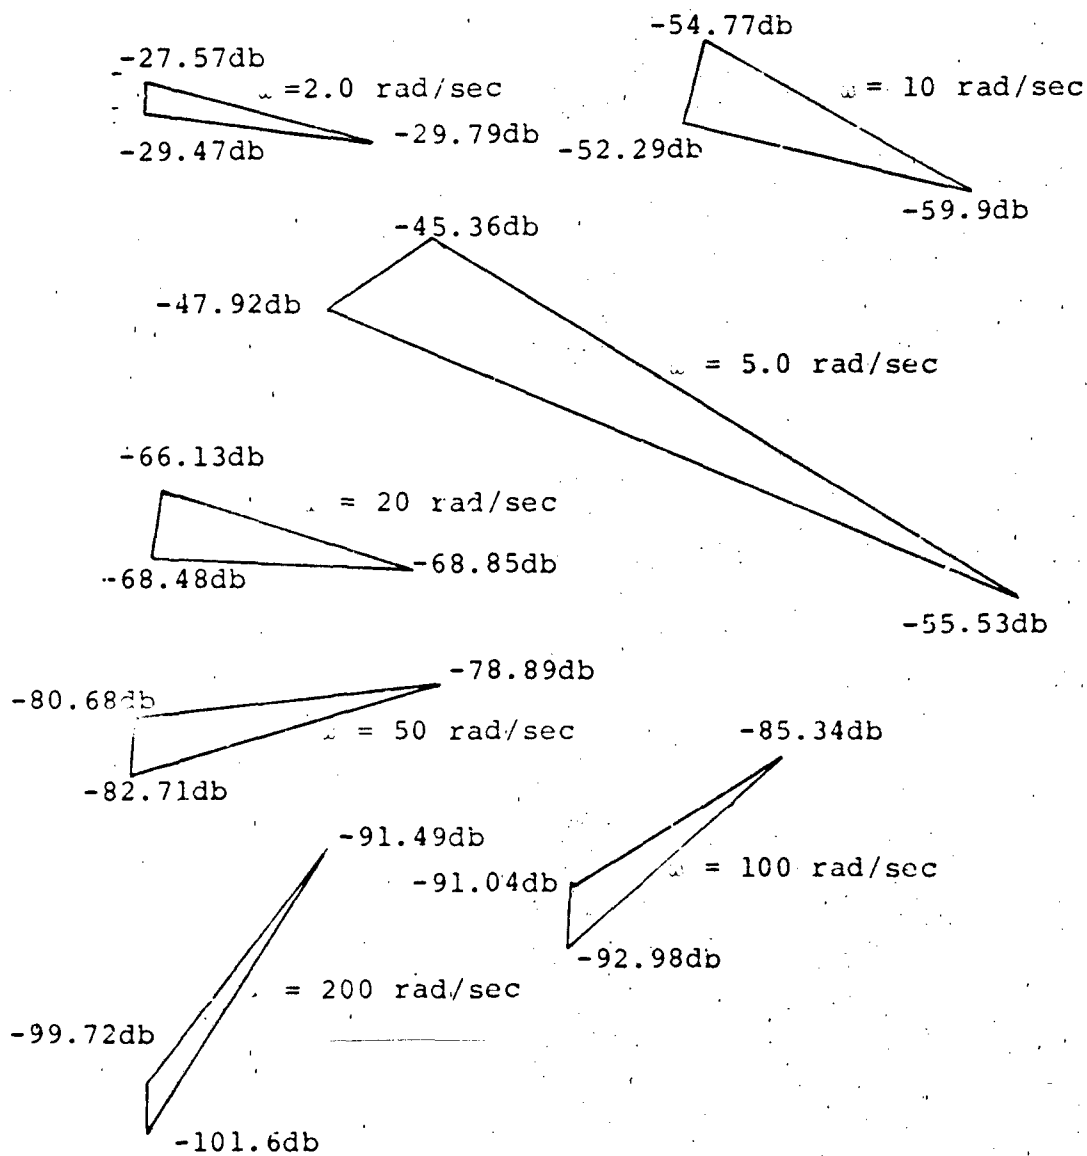 -54.77db
-27.57db
ω =2.0 rad/sec
ω = 10 rad/sec
-29.79db
-29.47db
-52.29db
-59.9db
-45.36db
-47.92db
ω = 5.0 rad/sec
-66.13db
= 20 rad/sec
-68.85db
-68.48db
-55.53db
-78.89db
-80.68db
ω = 50 rad/sec
-85.34db
-82.71db
-91.49db
-91.04db
ω = 100 rad/sec
-92.98db
= 200 rad/sec
-99.72db
-101.6db